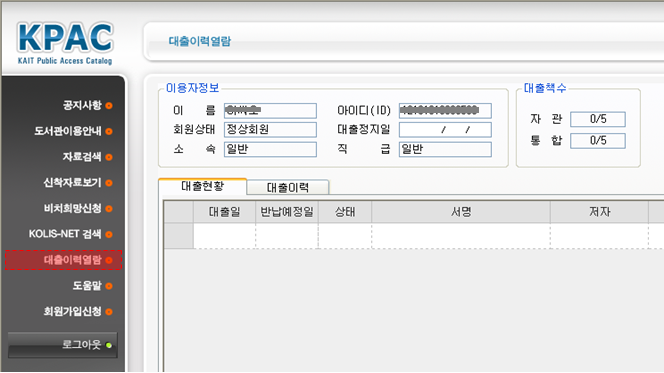 KPAC
KAIT Public Access Catalog
공지사항
도서관이용안내
자료검색
신착자료보기
비치희망신청
KOLIS-NET 검색
대출이력열람
도움말
회원가입신청
로그아웃
대출이력열람
이용자정보
이 름 아이디(ID)
회원상태 정상회원 대출정지일 / /
소 속 일반 직 급 일반
대출책수
자 관 0/5
통 합 0/5
대출현황 대출이력
대출일 반납예정일 상태 서명 저자